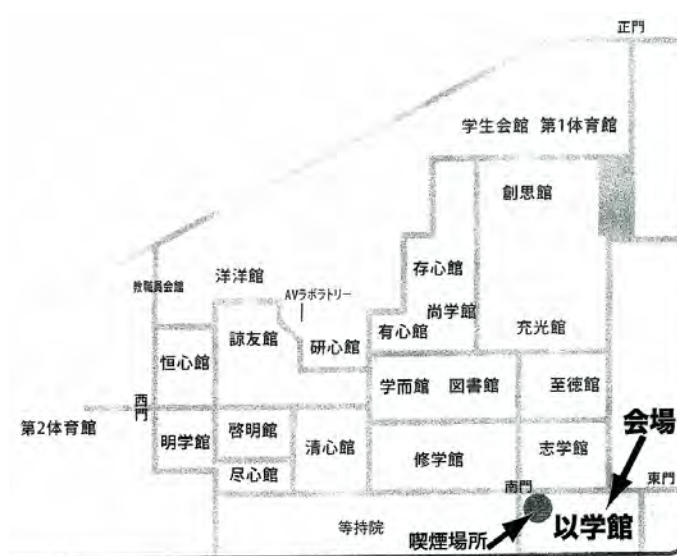 正門
学生会館 第1体育館
創思館
存心館
洋洋館
教職員会館
AVラボラトリー
尚学館
諒友館
研心館
有心館
充光館
恒心館
学而館 図書館
至徳館
西門
第2体育館
明学館
啓明館
清心館
修学館
志学館
会場
尽心館
南門
東門
等持院
喫煙場所
以学館